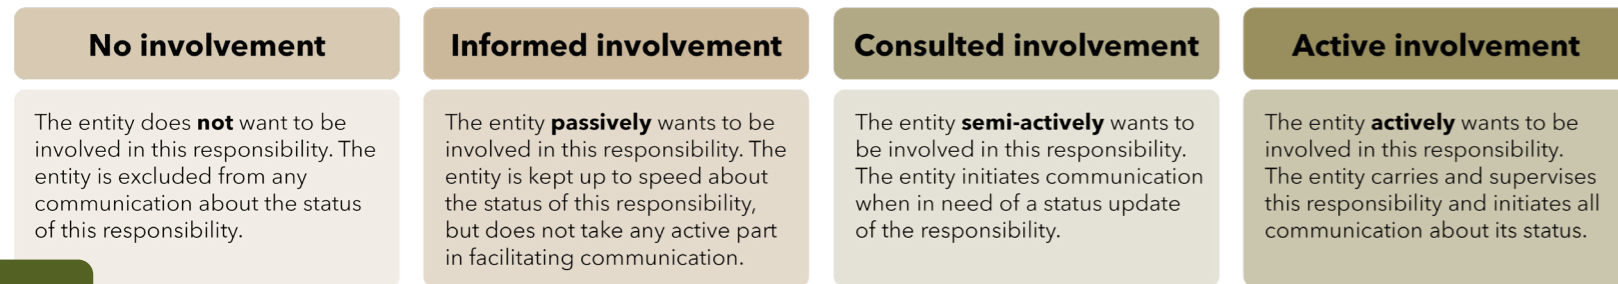 No involvement
The entity does not want to be
involved in this responsibility. The
entity is excluded from any
communication about the status
of this responsibility.
Informed involvement
The entity passively wants to be
involved in this responsibility. The
entity is kept up to speed about
the status of this responsibility,
but does not take any active part
in facilitating communication.
Consulted involvement
The entity semi-actively wants to
be involved in this responsibility.
The entity initiates communication
when in need of a status update
of the responsibility.
Active involvement
The entity actively wants to be
involved in this responsibility.
The entity carries and supervises
this responsibility and initiates all
communication about its status.